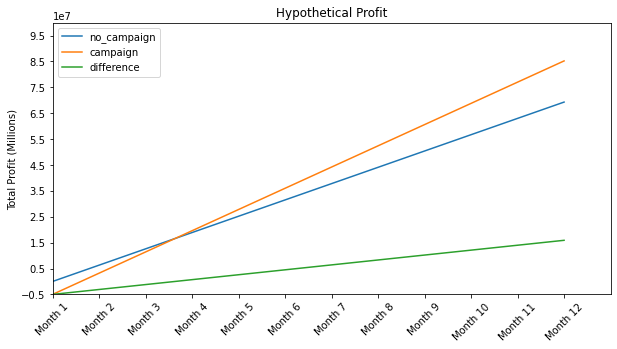 Hypothetical Profit
1e7
no_campaign
campaign
difference
Total Profit (Millions)
9.5
8.5
7.5
6.5
5.5
4.5
3.5
2.5
1.5
0.5
−0.5
Month 1
Month 2
Month 3
Month 4
Month 5
Month 6
Month 7
Month 8
Month 9
Month 10
Month 11
Month 12